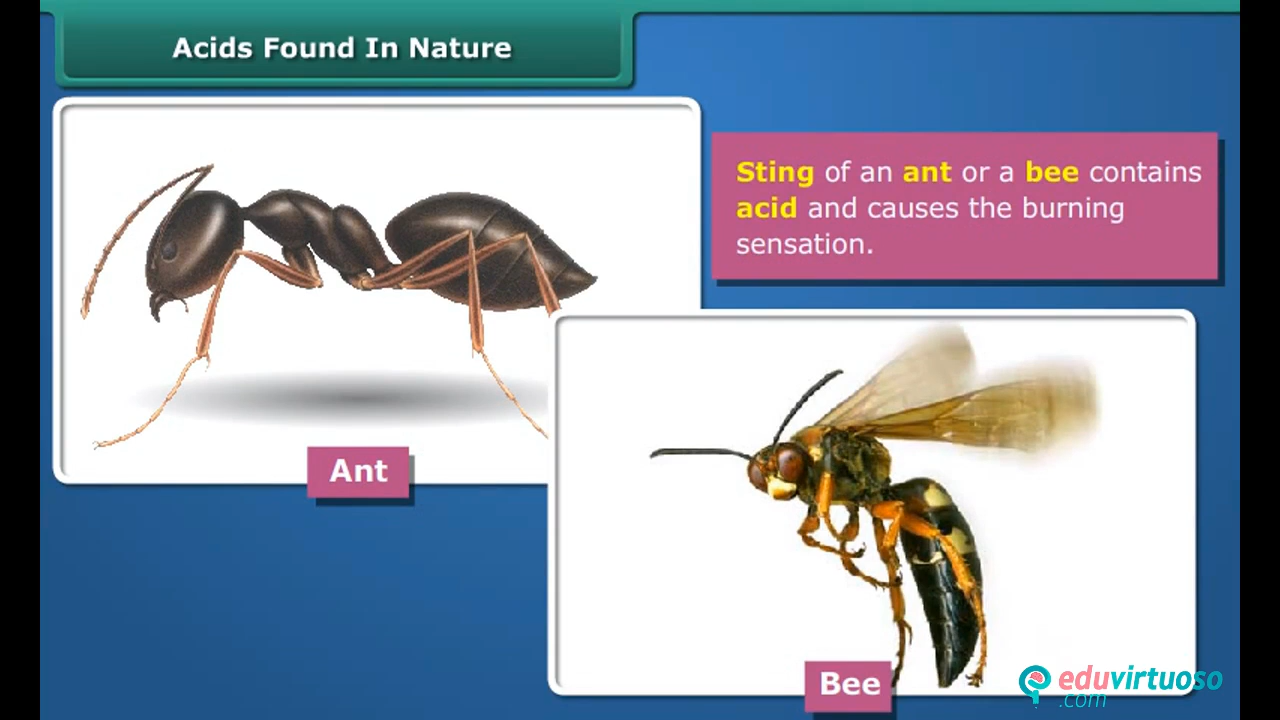 Acids Found In Nature
Sting of an ant or a bee contains
acid and causes the burning
sensation.
Ant
Bee
eduvirtuoso
.com